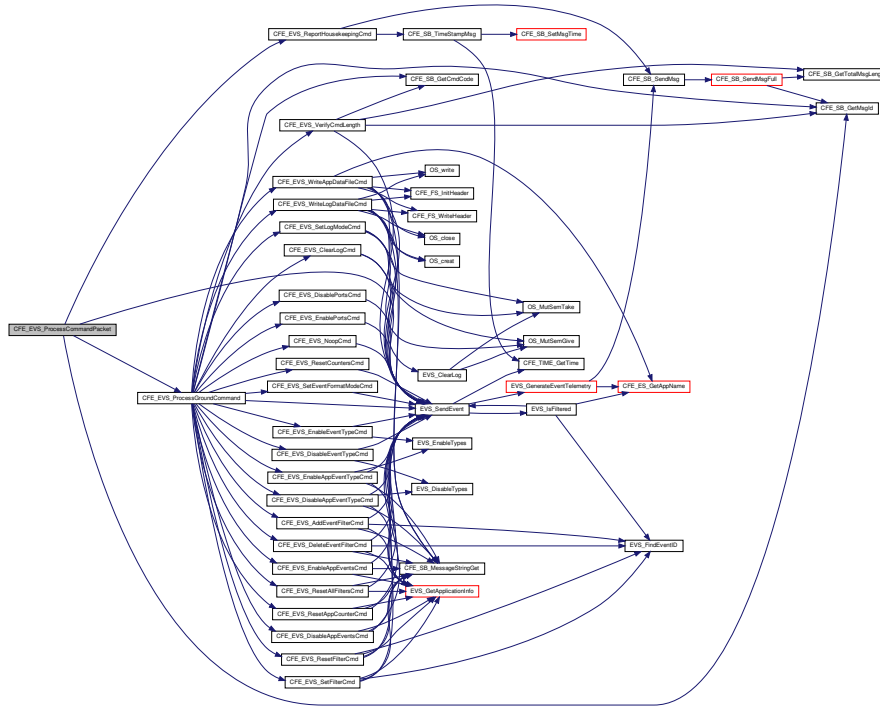 CFE_EVS_ReportHousekeepingCmd
CFE_SB_TimeStampMsg
CFE_SB_SetMsgTime
CFE_SB_GetCmdCode
CFE_SB_SendMsg
CFE_SB_SendMsgFull
CFE_SB_GetTotalMsgLeng
CFE_SB_GetMsgId
CFE_EVS_VerifyCmdLength
OS_write
CFE_EVS_WriteAppDataFileCmd
CFE_FS_InitHeader
CFE_EVS_WriteLogDataFileCmd
CFE_FS_WriteHeader
CFE_EVS_SetLogModeCmd
OS_close
CFE_EVS_ClearLogCmd
OS_creat
CFE_EVS_DisablePortsCmd
OS_MutSemTake
CFE_EVS_EnablePortsCmd
CFE_EVS_ProcessCommandPacket
CFE_EVS_NoopCmd
OS_MutSemGive
CFE_EVS_ResetCountersCmd
CFE_TIME_GetTime
EVS_ClearLog
CFE_EVS_SetEventFormatModeCmd
EVS_GenerateEventTelemetry
CFE_ES_GetAppName
CFE_EVS_ProcessGroundCommand
EVS_SendEvent
EVS_IsFiltered
CFE_EVS_EnableEventTypeCmd
EVS_EnableTypes
CFE_EVS_DisableEventTypeCmd
CFE_EVS_EnableAppEventTypeCmd
EVS_DisableTypes
CFE_EVS_DisableAppEventTypeCmd
CFE_EVS_AddEventFilterCmd
CFE_EVS_DeleteEventFilterCmd
EVS_FindEventID
CFE_EVS_EnableAppEventsCmd
CFE_SB_MessageStringGet
CFE_EVS_ResetAllFiltersCmd
EVS_GetApplicationInfo
CFE_EVS_ResetAppCounterCmd
CFE_EVS_DisableAppEventsCmd
CFE_EVS_ResetFilterCmd
CFE_EVS_SetFilterCmd